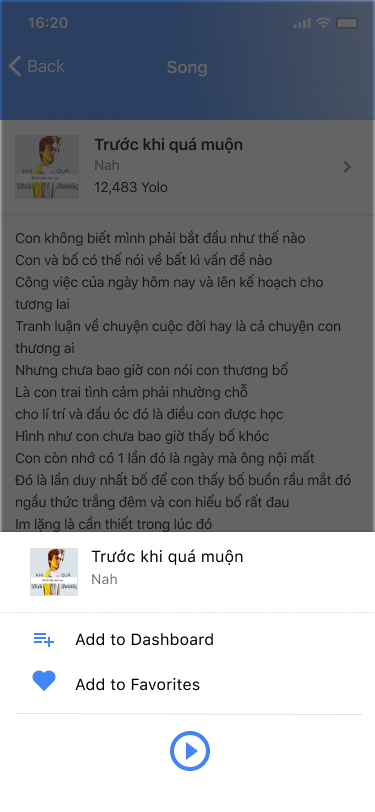 16:20
Back
Song
Trước khi quá muộn
Nah
12,483 Yolo
Con không biết mình phải bắt đầu như thế nào
Con và bố có thể nói về bất kì vấn đề nào
Công việc của ngày hôm nay và lên kế hoạch cho
tương lai
Tranh luận về chuyện cuộc đời hay là cả chuyện con
thương ai
Nhưng chưa bao giờ con nói con thương bố
Là con trai tình cảm phải nhường chỗ
cho lí trí và đầu óc đó là điều con được học
Hình như con chưa bao giờ thấy bố khóc
Con còn nhớ có 1 lần đó là ngày mà ông nội mất
Đó là lần duy nhất bố để con thấy bố buồn rầu mắt đỏ
ngầu thức trắng đêm và con hiểu bố rất đau
Im lặng là cần thiết trong lúc đó
Trước khi quá muộn
Nah
Add to Dashboard
Add to Favorites